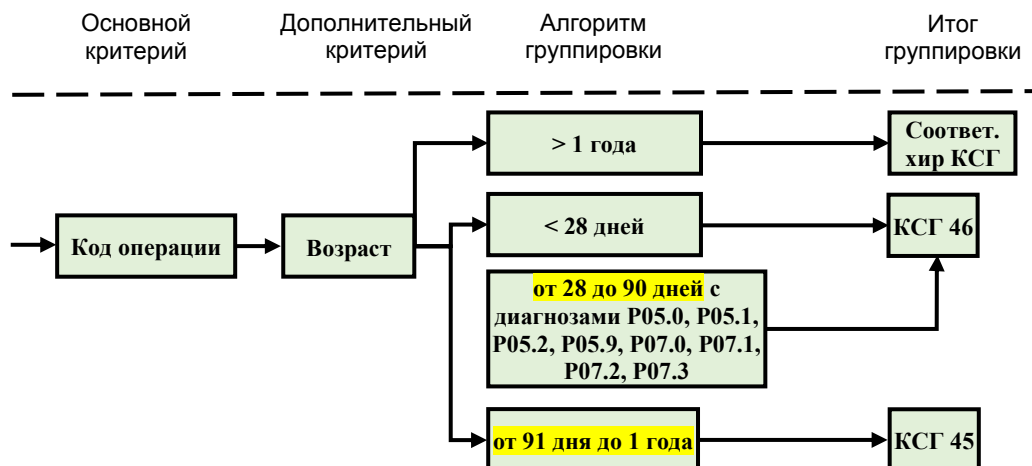 Основной
критерий
Дополнительный
критерий
Алгоритм
группировки
Итог
группировки
> 1 года
Соответ.
хир КСГ
Код операции
Возраст
< 28 дней
КСГ 46
от 28 до 90 дней с
диагнозами P05.0, P05.1,
P05.2, P05.9, P07.0, P07.1,
P07.2, P07.3
от 91 дня до 1 года
КСГ 45